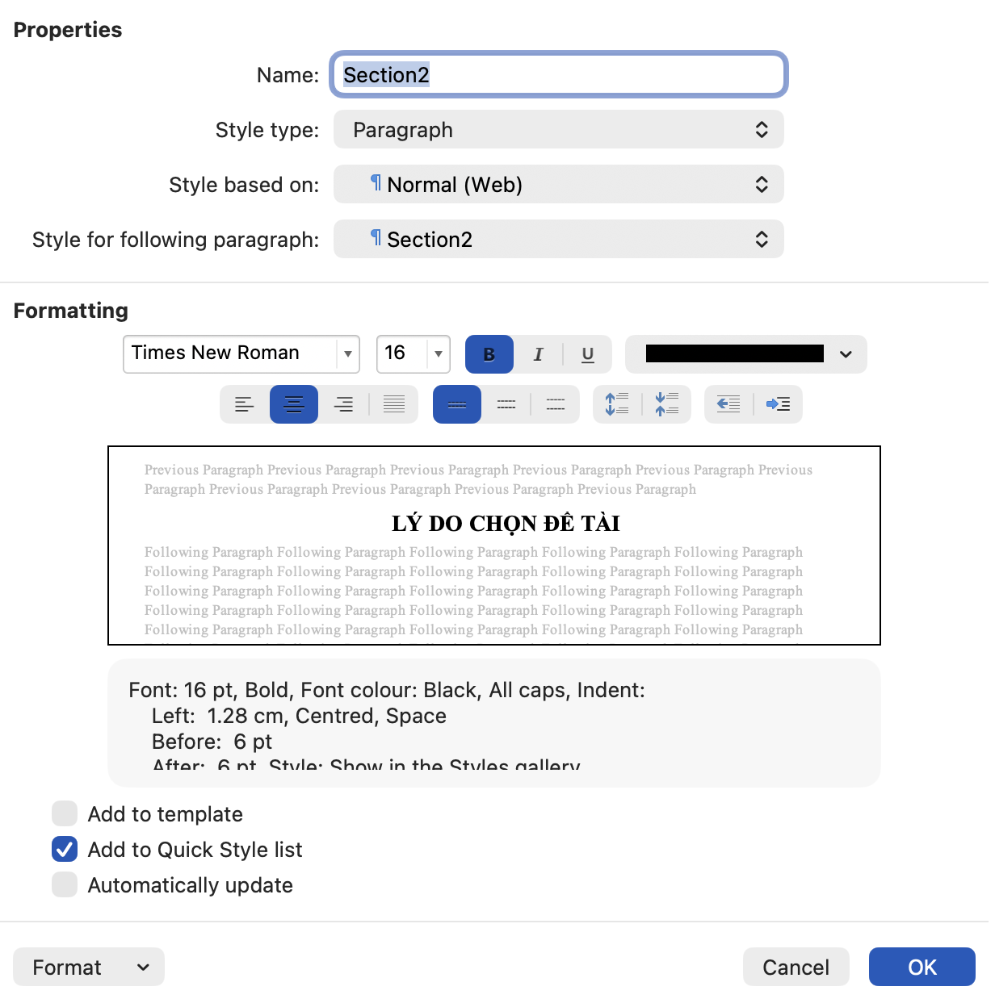 Properties
Name: Section2
Style type: Paragraph
Style based on: ¶ Normal (Web)
Style for following paragraph: ¶ Section2
Formatting
Times New Roman 16 B I U
Previous Paragraph Previous Paragraph Previous Paragraph Previous Paragraph Previous Paragraph Previous
Paragraph Previous Paragraph Previous Paragraph Previous Paragraph Previous Paragraph
LÝ DO CHỌN ĐỀ TÀI
Following Paragraph Following Paragraph Following Paragraph Following Paragraph Following Paragraph
Following Paragraph Following Paragraph Following Paragraph Following Paragraph Following Paragraph
Following Paragraph Following Paragraph Following Paragraph Following Paragraph Following Paragraph
Following Paragraph Following Paragraph Following Paragraph Following Paragraph Following Paragraph
Following Paragraph Following Paragraph Following Paragraph Following Paragraph Following Paragraph
Font: 16 pt, Bold, Font colour: Black, All caps, Indent:
Left: 1.28 cm, Centred, Space
Before: 6 pt
After: 6 pt, Style: Show in the Styles gallery
Add to template
Add to Quick Style list
Automatically update
Format Cancel OK